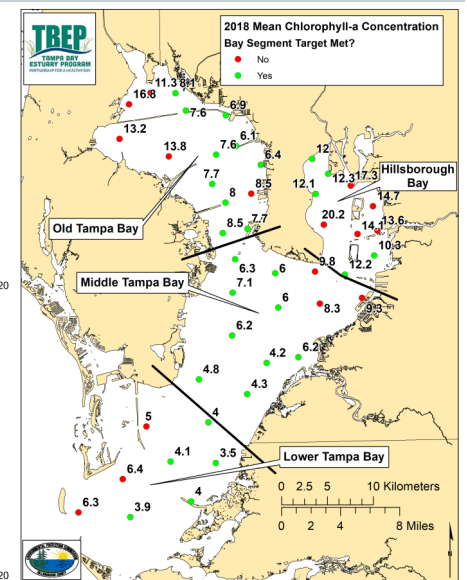 2018 Mean Chlorophyll-a Concentration
Bay Segment Target Met?
No
Yes
TBEP
TAMPA BAY
ESTUARY PROGRAM
PARTNERSHIP FOR A HEALTHY BAY
11.3 8.1
16.8
7.6
6.9
13.2
6.1
13.8
7.6
6.4
12
12.3 17.3
Hillsborough
Bay
7.7
8.5
12.1
14.7
8
20.2
13.6
14.1
Old Tampa Bay
8.5
7.7
10.3
6.3
6
9.8
12.2
20
Middle Tampa Bay
7.1
6
8.3
9.3
6.2
6.2
4.2
4.8
4.3
4
5
4.1
3.5
Lower Tampa Bay
6.4
6.3
3.9
4
0 2.5 5 10 Kilometers
0 2 4 8 Miles
N
20